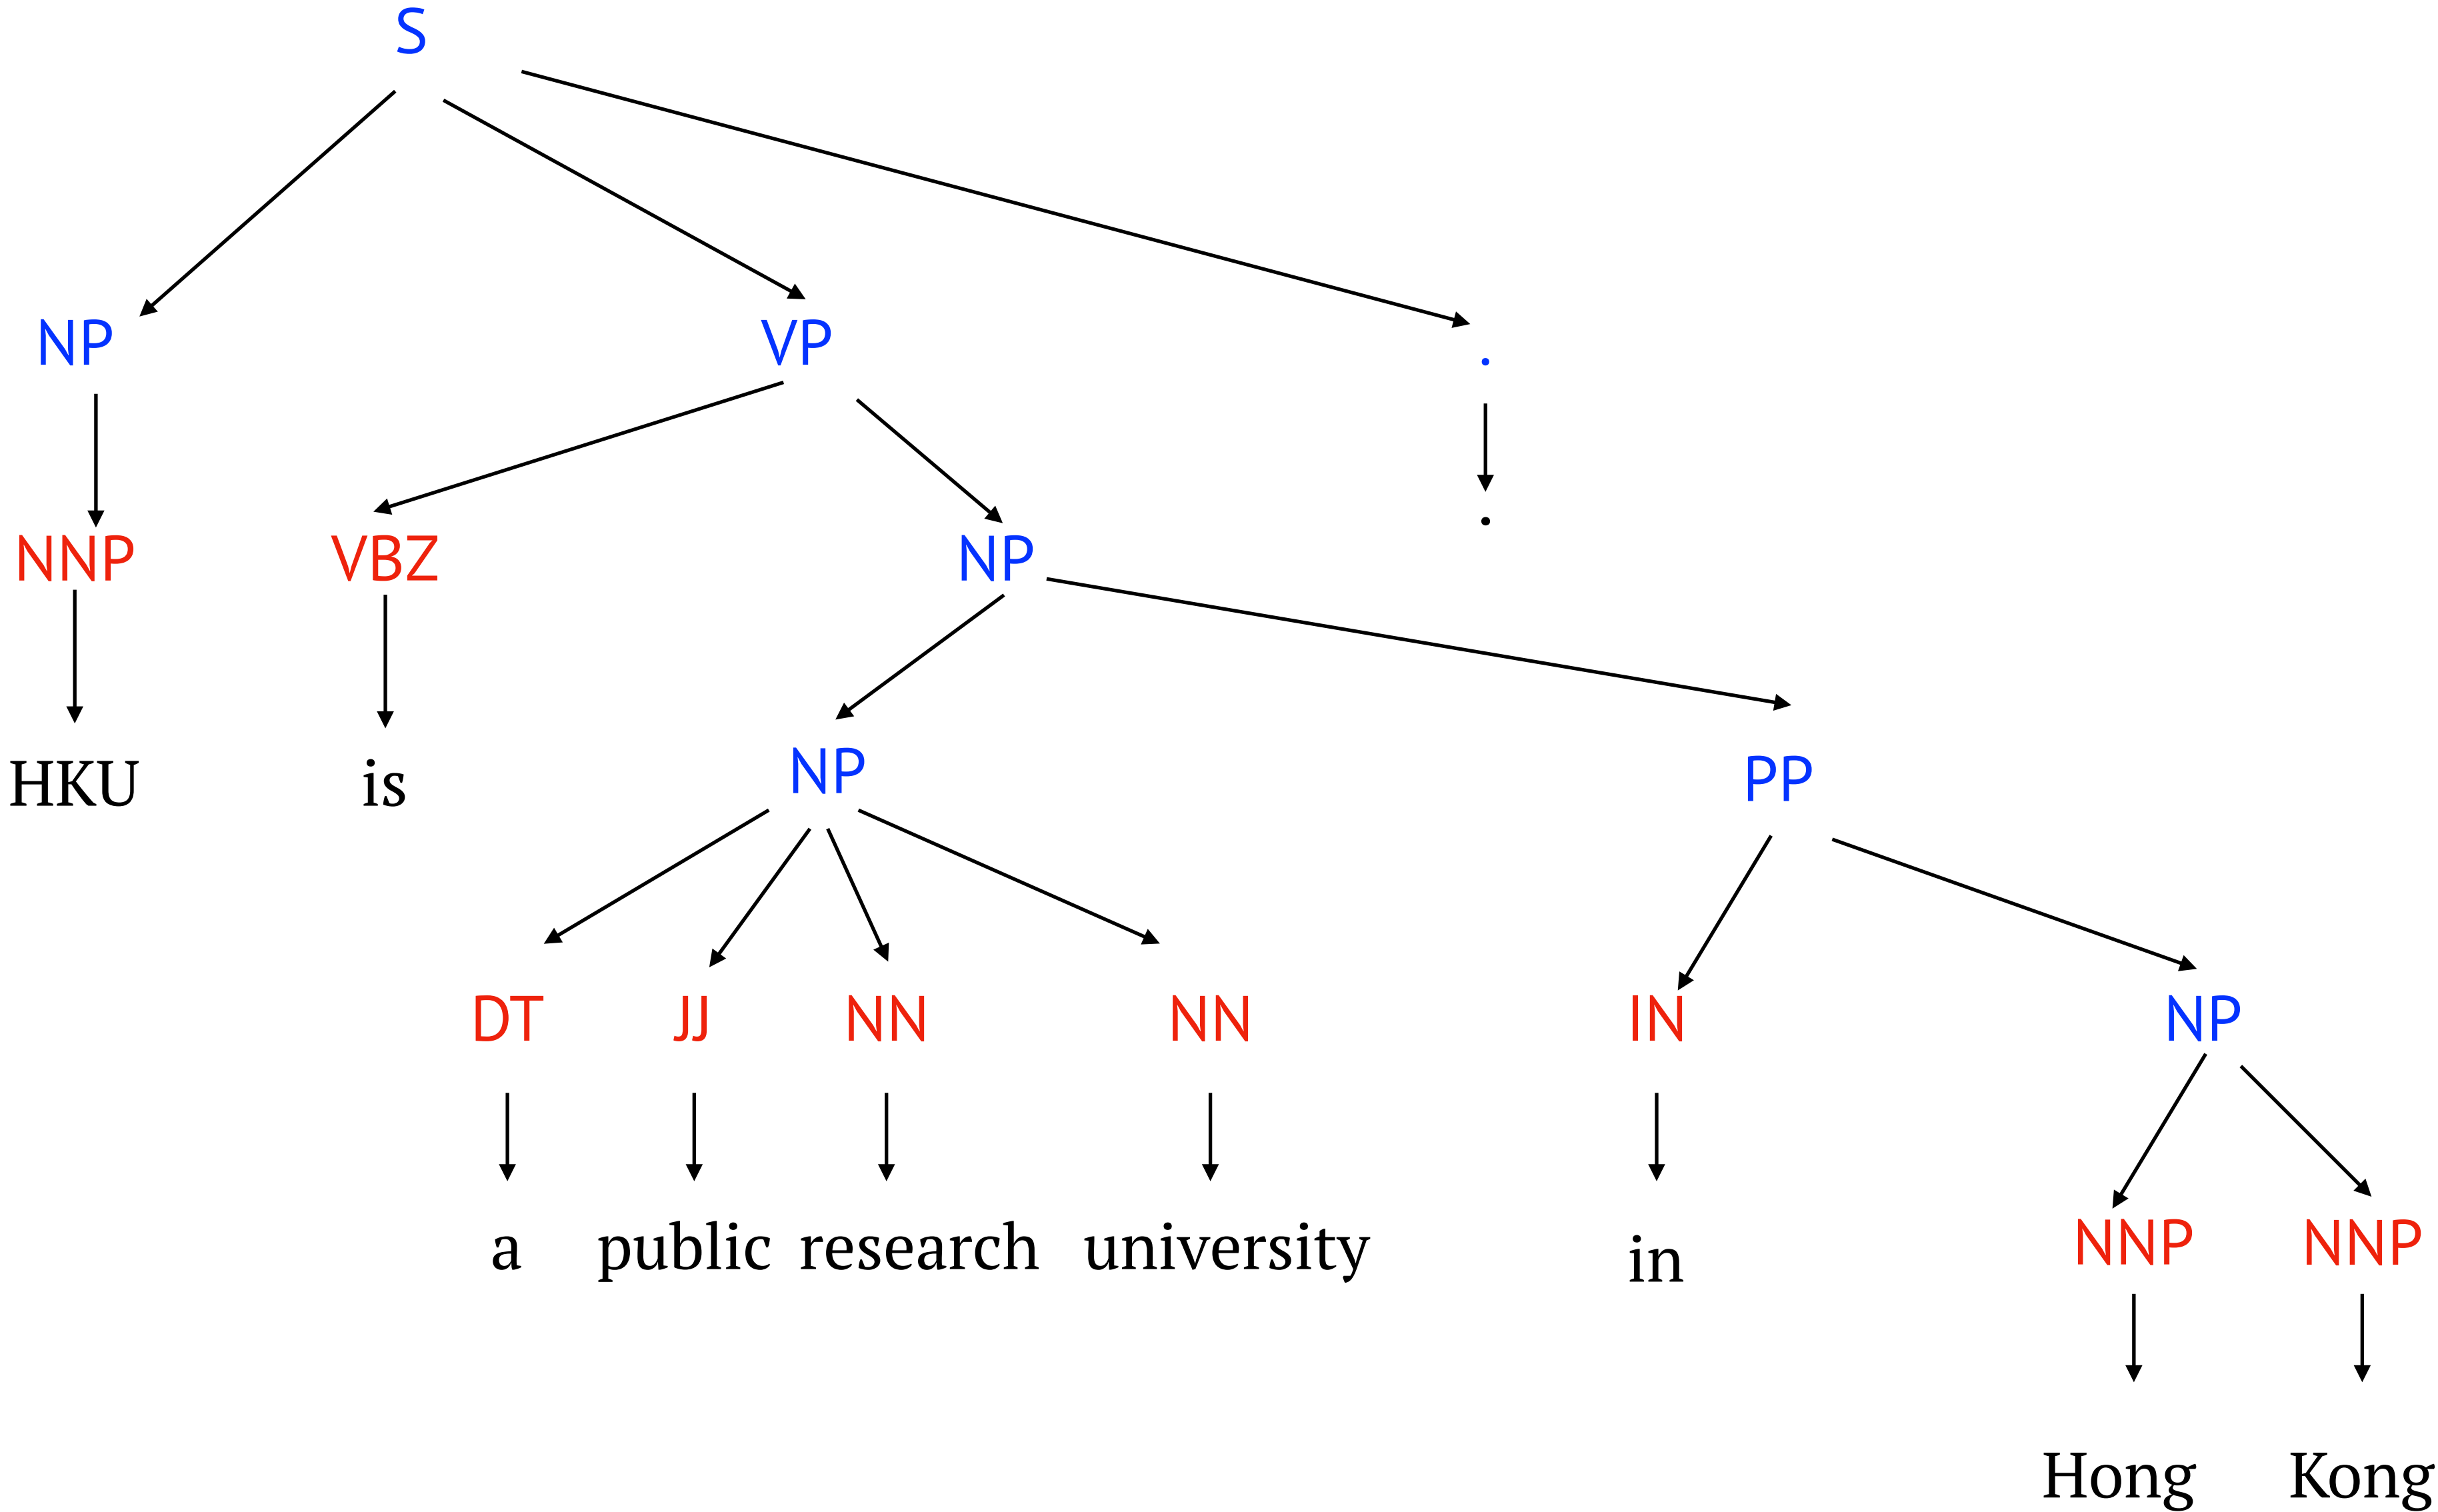 S
NP VP .
.
NNP VBZ NP
HKU is NP PP
DT JJ NN NN IN NP
a public research university in NNP NNP
Hong Kong